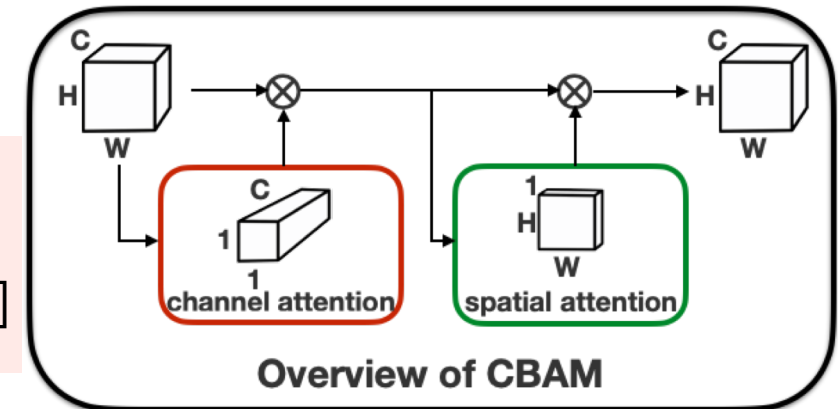 C
H
W
C
1
1
channel attention
1
H
W
spatial attention
C
H
W
Overview of CBAM